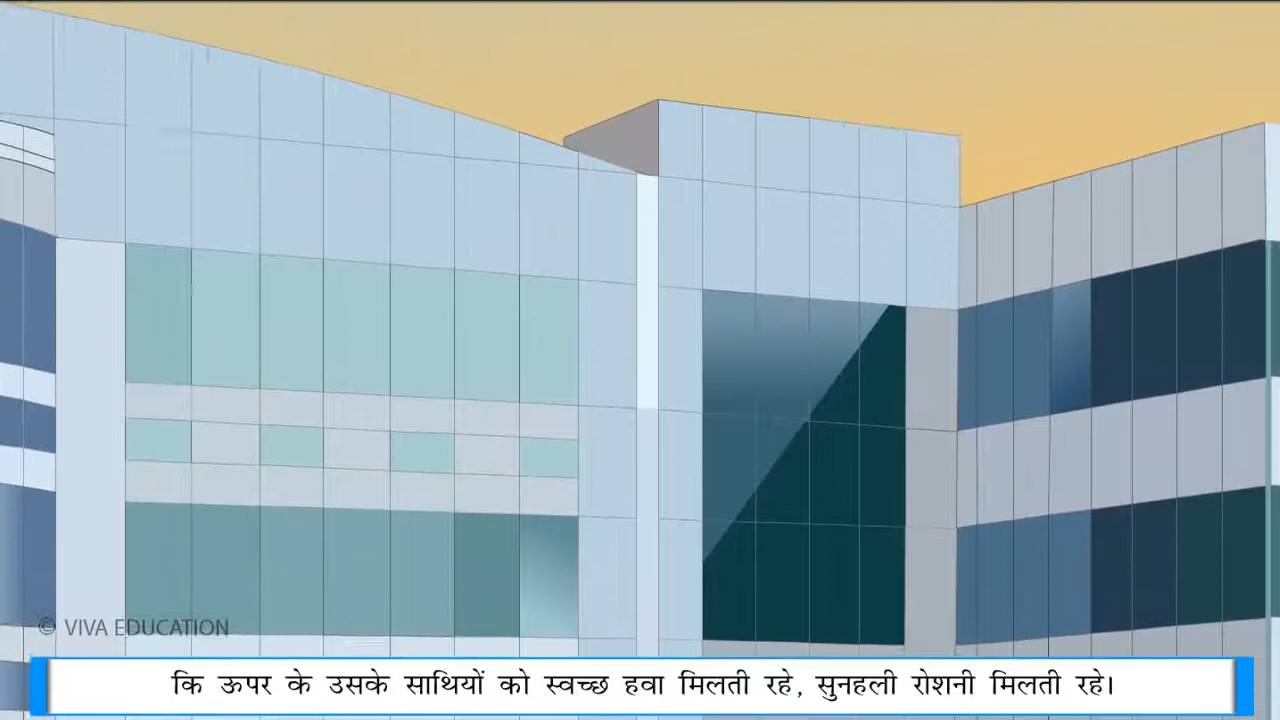 © VIVA EDUCATION
कि ऊपर के उसके साथियों को स्वच्छ हवा मिलती रहे, सुनहली रोशनी मिलती रहे।